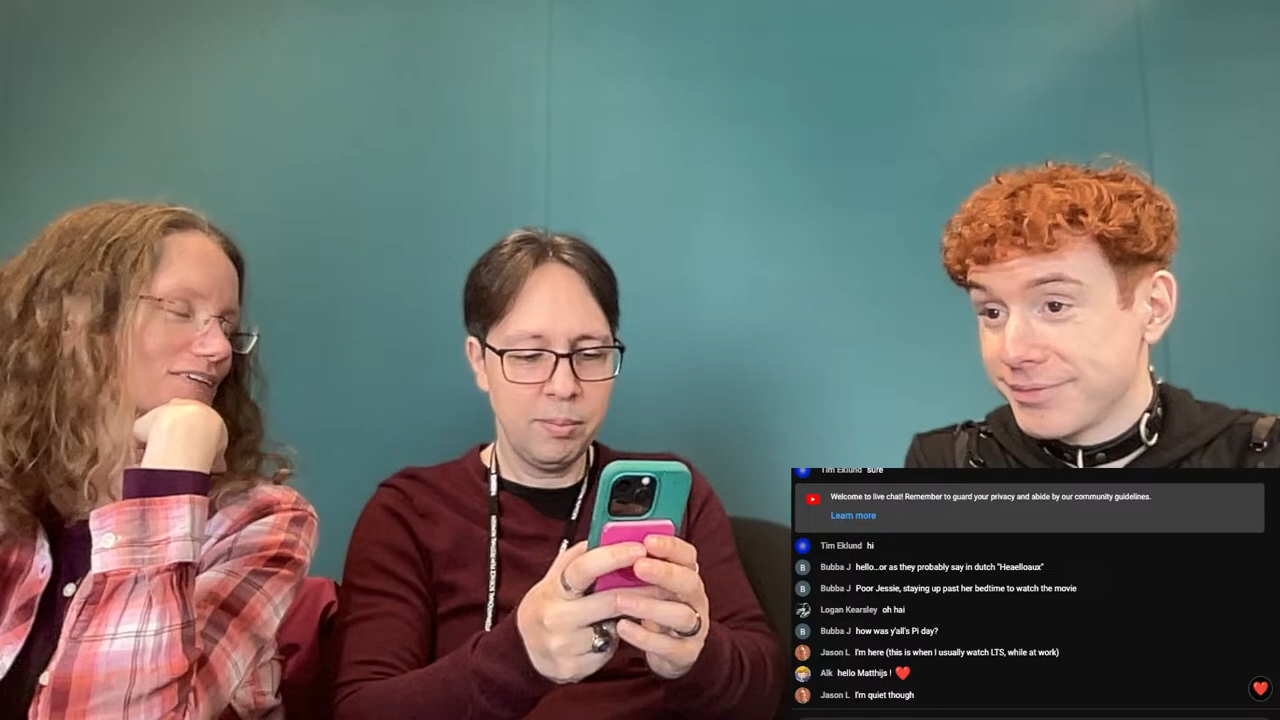 Tim Eklund sure
Welcome to live chat! Remember to guard your privacy and abide by our community guidelines.
Learn more
Tim Eklund hi
B Bubba J hello...or as they probably say in dutch "Heaelloaux"
B Bubba J Poor Jessie, staying up past her bedtime to watch the movie
Logan Kearsley oh hai
B Bubba J how was y'all's Pi day?
Jason L I'm here (this is when I usually watch LTS, while at work)
Alk hello Matthijs ! ❤️
Jason L I'm quiet though